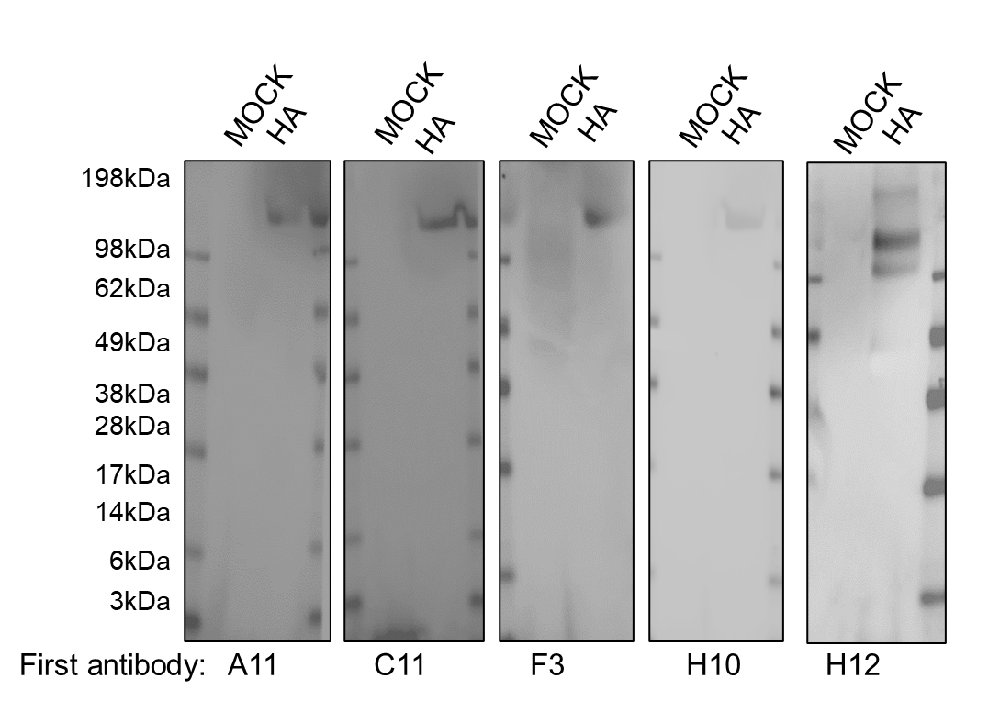 MOCK HA MOCK HA MOCK HA MOCK HA MOCK HA
198kDa
98kDa
62kDa
49kDa
38kDa
28kDa
17kDa
14kDa
6kDa
3kDa
First antibody: A11 C11 F3 H10 H12